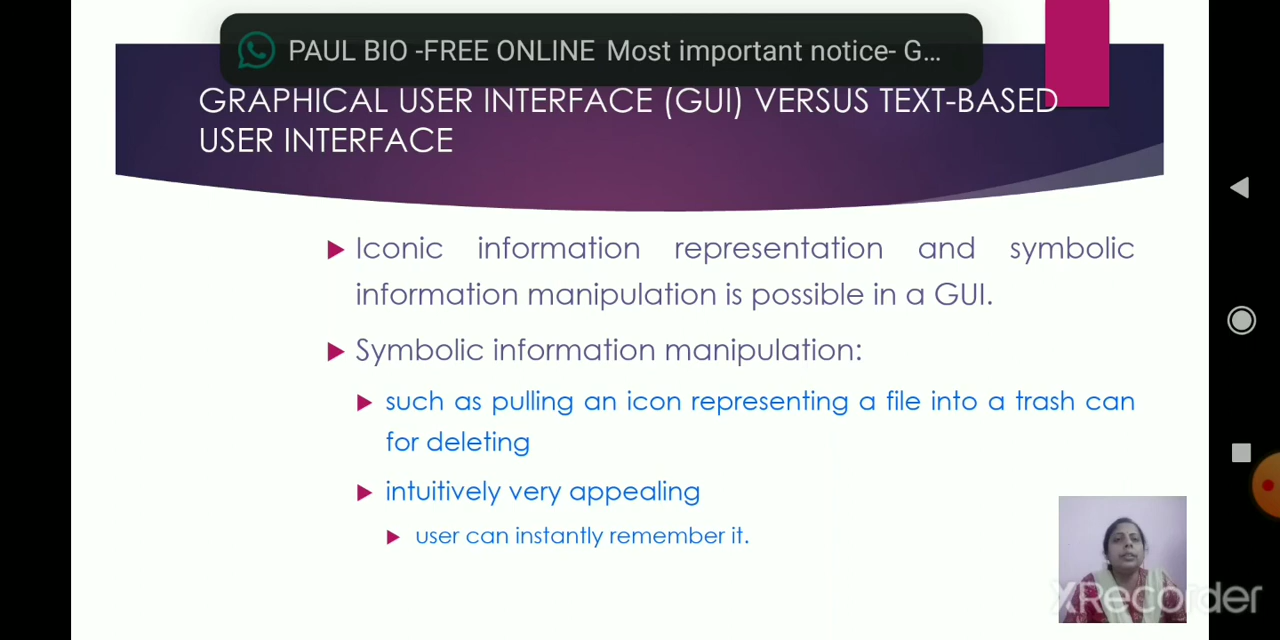 PAUL BIO -FREE ONLINE Most important notice- G...
GRAPHICAL USER INTERFACE (GUI) VERSUS TEXT-BASED
USER INTERFACE
Iconic information representation and symbolic
information manipulation is possible in a GUI.
Symbolic information manipulation:
such as pulling an icon representing a file into a trash can
for deleting
intuitively very appealing
user can instantly remember it.
XRecorder